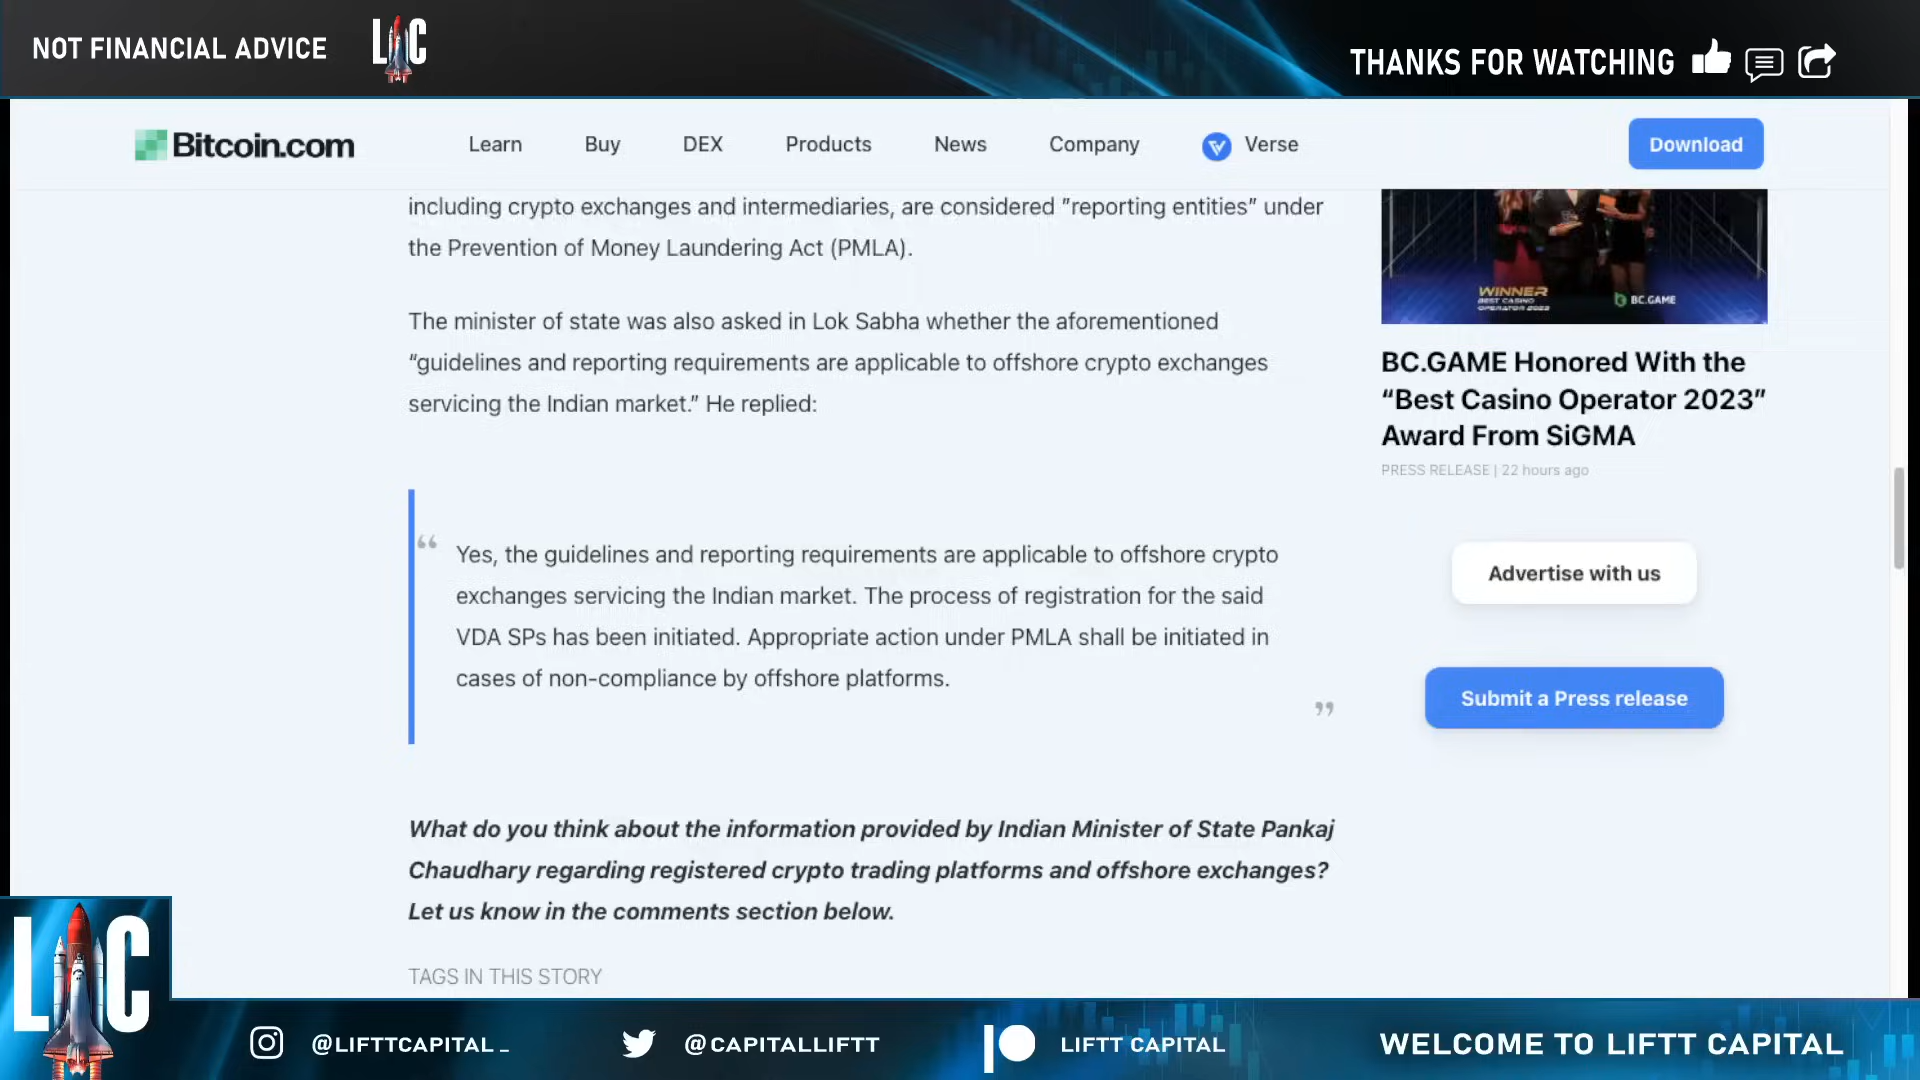 NOT FINANCIAL ADVICE
LC
THANKS FOR WATCHING
Bitcoin.com
Learn
Buy
DEX
Products
News
Company
Verse
Download
including crypto exchanges and intermediaries, are considered "reporting entities" under
the Prevention of Money Laundering Act (PMLA).
The minister of state was also asked in Lok Sabha whether the aforementioned
“guidelines and reporting requirements are applicable to offshore crypto exchanges
servicing the Indian market.” He replied:
“
Yes, the guidelines and reporting requirements are applicable to offshore crypto
exchanges servicing the Indian market. The process of registration for the said
VDA SPs has been initiated. Appropriate action under PMLA shall be initiated in
cases of non-compliance by offshore platforms.
”
What do you think about the information provided by Indian Minister of State Pankaj
Chaudhary regarding registered crypto trading platforms and offshore exchanges?
Let us know in the comments section below.
TAGS IN THIS STORY
WINNER
BEST CASINO
OPERATOR 2023
BC.GAME
BC.GAME Honored With the
“Best Casino Operator 2023”
Award From SiGMA
PRESS RELEASE | 22 hours ago
Advertise with us
Submit a Press release
LC
@LIFTTCAPITAL_
@CAPITALLIFTT
LIFTT CAPITAL
WELCOME TO LIFTT CAPITAL